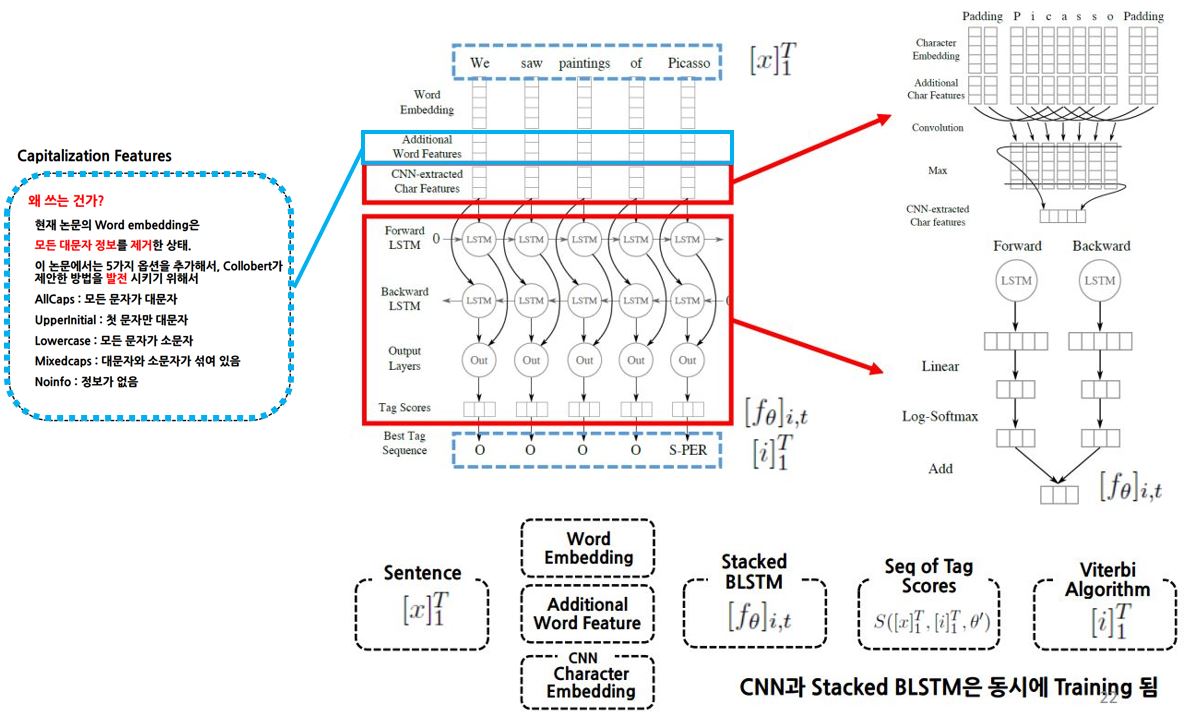 Capitalization Features
왜 쓰는 건가?
현재 논문의 Word embedding은
모든 대문자 정보를 제거한 상태.
이 논문에서는 5가지 옵션을 추가해서, Collobert가
제안한 방법을 발전 시키기 위해서
AllCaps : 모든 문자가 대문자
UpperInitial : 첫 문자만 대문자
Lowercase : 모든 문자가 소문자
Mixedcaps : 대문자와 소문자가 섞여 있음
Noinfo : 정보가 없음
We saw paintings of Picasso
[x]_1^T
Word
Embedding
Additional
Word Features
CNN-extracted
Char Features
Forward
LSTM
0 LSTM LSTM LSTM LSTM LSTM
Backward
LSTM
LSTM LSTM LSTM LSTM LSTM 0
Output
Layers
Out Out Out Out Out
Tag Scores
[f_θ]_{i,t}
Best Tag
Sequence
O O O O S-PER
[i]_1^T
Padding P i c a s s o Padding
Character
Embedding
Additional
Char Features
Convolution
Max
CNN-extracted
Char features
Forward Backward
LSTM LSTM
Linear
Log-Softmax
Add
[f_θ]_{i,t}
Sentence
[x]_1^T
Word
Embedding
Additional
Word Feature
CNN
Character
Embedding
Stacked
BLSTM
[f_θ]_{i,t}
Seq of Tag
Scores
S([x]_1^T, [i]_1^T, θ')
Viterbi
Algorithm
[i]_1^T
CNN과 Stacked BLSTM은 동시에 Training 됨
22